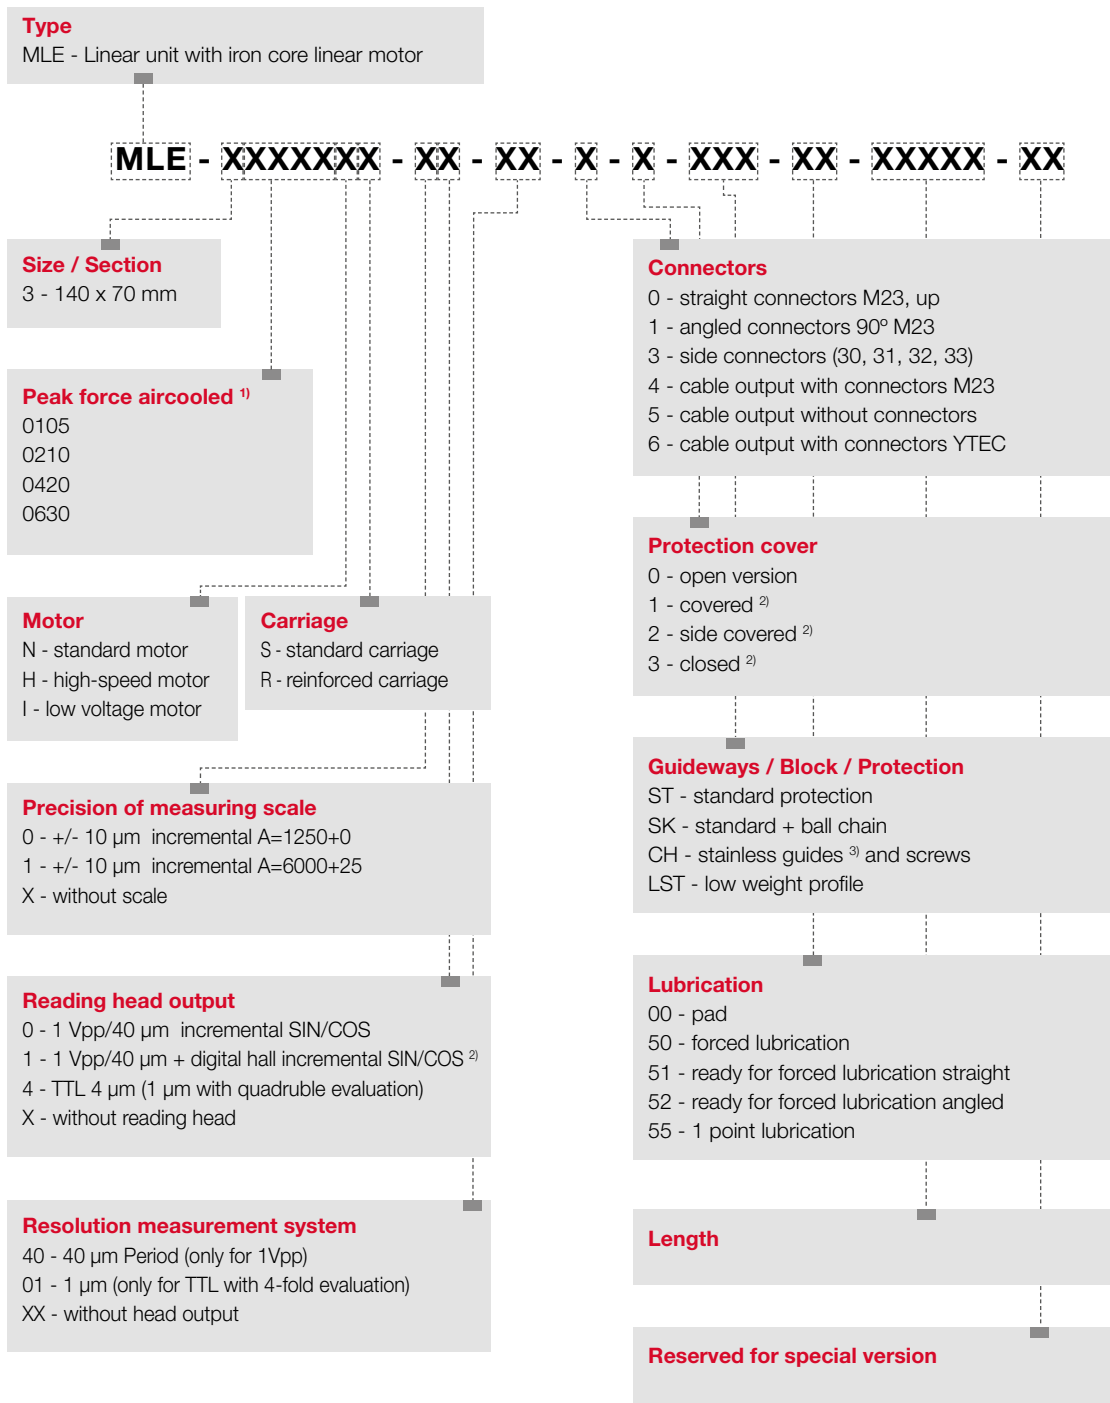 Type
MLE - Linear unit with iron core linear motor
MLE - XXXXXXX - XX - XX - X - X - XXX - XX - XXXXX - XX
Size / Section
3 - 140 x 70 mm
Peak force aircooled 1)
0105
0210
0420
0630
Motor
N - standard motor
H - high-speed motor
I - low voltage motor
Carriage
S - standard carriage
R - reinforced carriage
Precision of measuring scale
0 - +/- 10 µm incremental A=1250+0
1 - +/- 10 µm incremental A=6000+25
X - without scale
Reading head output
0 - 1 Vpp/40 µm incremental SIN/COS
1 - 1 Vpp/40 µm + digital hall incremental SIN/COS 2)
4 - TTL 4 µm (1 µm with quadruble evaluation)
X - without reading head
Resolution measurement system
40 - 40 µm Period (only for 1Vpp)
01 - 1 µm (only for TTL with 4-fold evaluation)
XX - without head output
Connectors
0 - straight connectors M23, up
1 - angled connectors 90º M23
3 - side connectors (30, 31, 32, 33)
4 - cable output with connectors M23
5 - cable output without connectors
6 - cable output with connectors YTEC
Protection cover
0 - open version
1 - covered 2)
2 - side covered 2)
3 - closed 2)
Guideways / Block / Protection
ST - standard protection
SK - standard + ball chain
CH - stainless guides 3) and screws
LST - low weight profile
Lubrication
00 - pad
50 - forced lubrication
51 - ready for forced lubrication straight
52 - ready for forced lubrication angled
55 - 1 point lubrication
Length
Reserved for special version